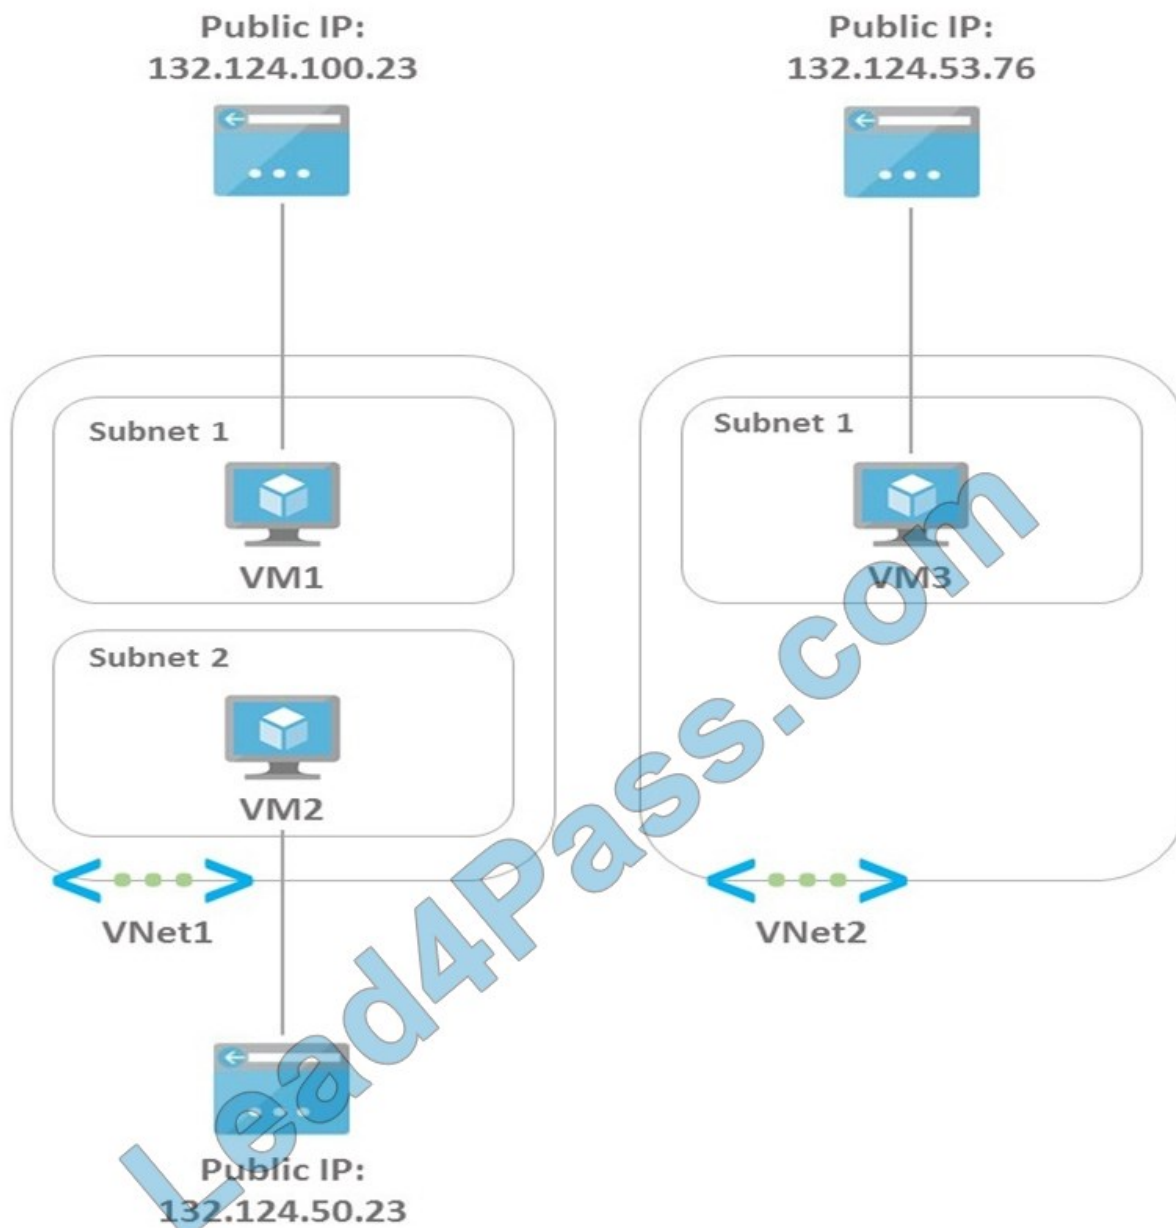 Public IP:
132.124.100.23
Public IP:
132.124.53.76
Subnet 1
VM1
Subnet 1
VM3
Subnet 2
VM2
VNet1
VNet2
Public IP:
132.124.50.23
Lead4Pass.com